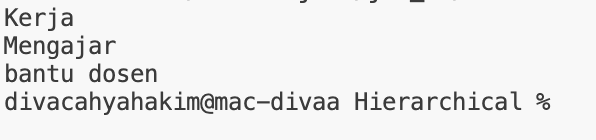 Kerja
Mengajar
bantu dosen
divacahyahakim@mac-divaa Hierarchical %